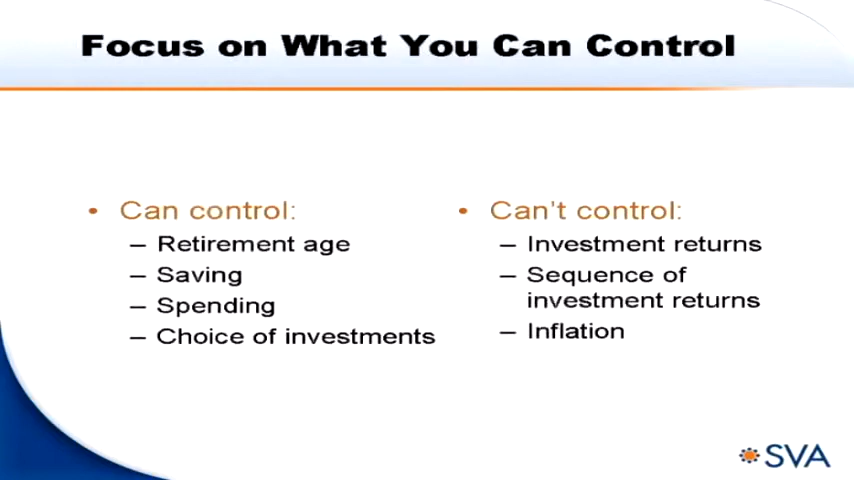 Focus on What You Can Control
• Can control:
– Retirement age
– Saving
– Spending
– Choice of investments
• Can't control:
– Investment returns
– Sequence of
investment returns
– Inflation
SVA